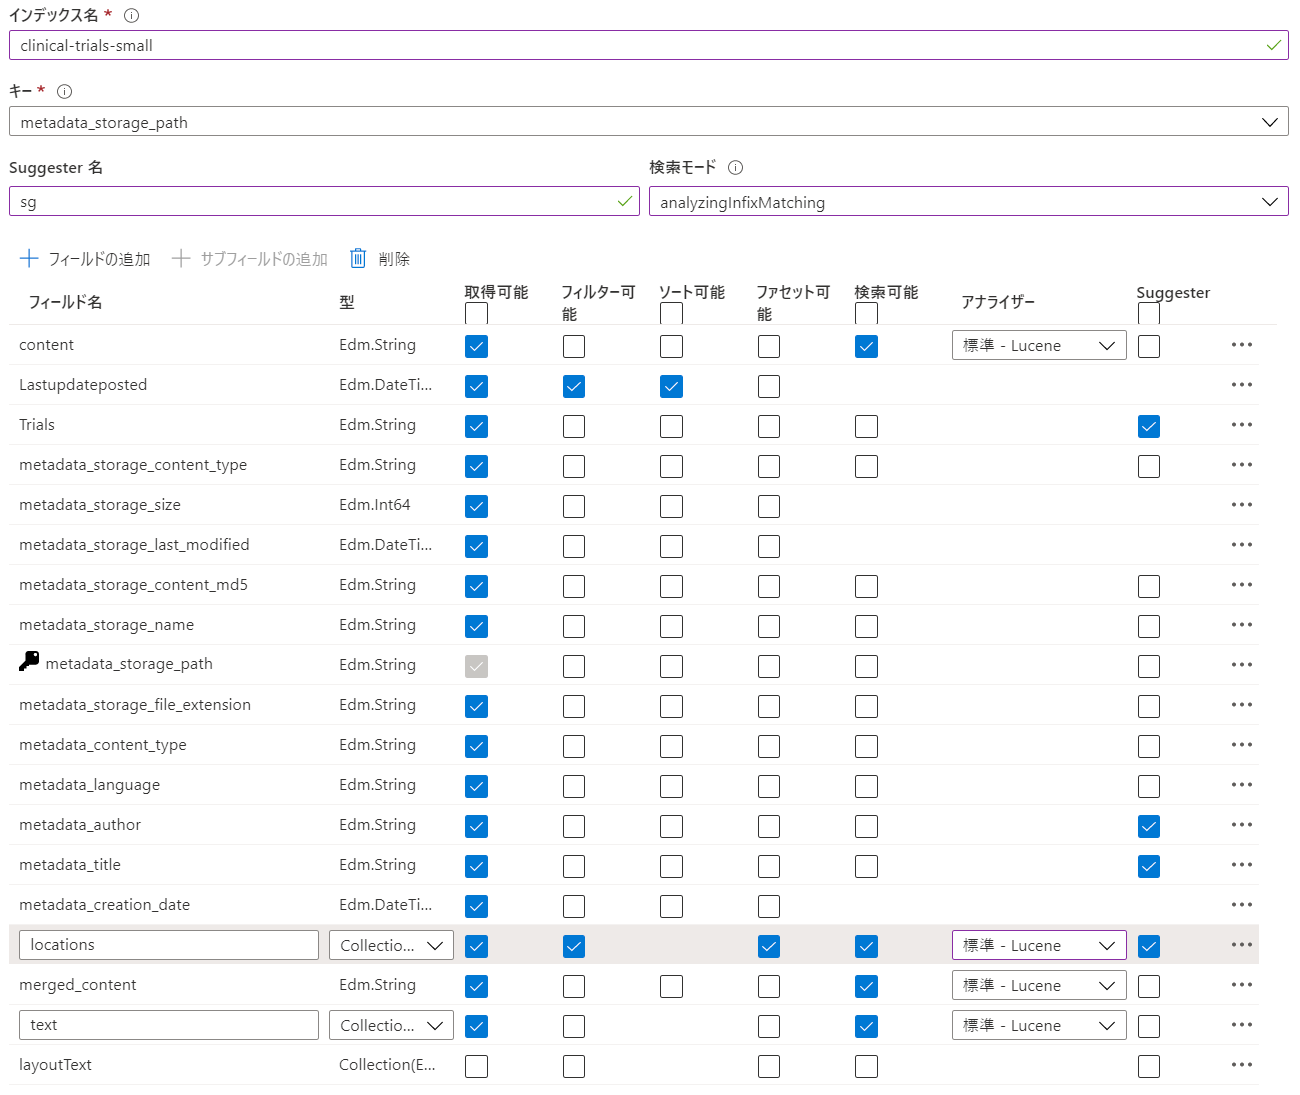 インデックス名 *
clinical-trials-small
キー *
metadata_storage_path
Suggester 名
検索モード
sg
analyzingInfixMatching
フィールドの追加 サブフィールドの追加 削除
フィールド名 型 取得可能 フィルター可能 ソート可能 ファセット可能 検索可能 アナライザー Suggester
content Edm.String 標準 - Lucene
Lastupdateposted Edm.DateTi...
Trials Edm.String
metadata_storage_content_type Edm.String
metadata_storage_size Edm.Int64
metadata_storage_last_modified Edm.DateTi...
metadata_storage_content_md5 Edm.String
metadata_storage_name Edm.String
metadata_storage_path Edm.String
metadata_storage_file_extension Edm.String
metadata_content_type Edm.String
metadata_language Edm.String
metadata_author Edm.String
metadata_title Edm.String
metadata_creation_date Edm.DateTi...
locations Collectio... 標準 - Lucene
merged_content Edm.String 標準 - Lucene
text Collectio... 標準 - Lucene
layoutText Collection(E...